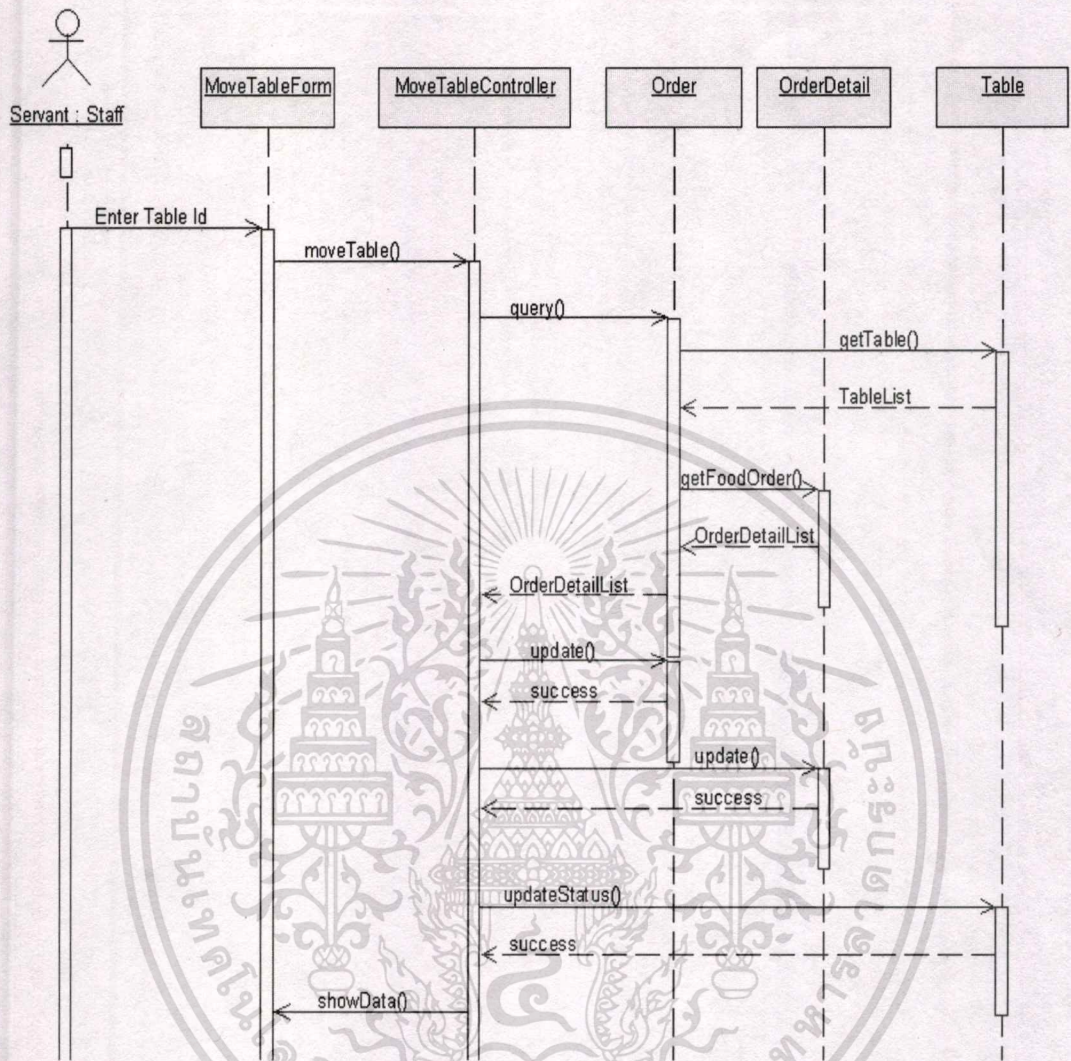 Servant : Staff
MoveTableForm
MoveTableController
Order
OrderDetail
Table
Enter Table Id
moveTable()
query()
getTable()
TableList
getFoodOrder()
OrderDetailList
OrderDetailList
update()
success
update()
success
updateStatus()
success
showData()